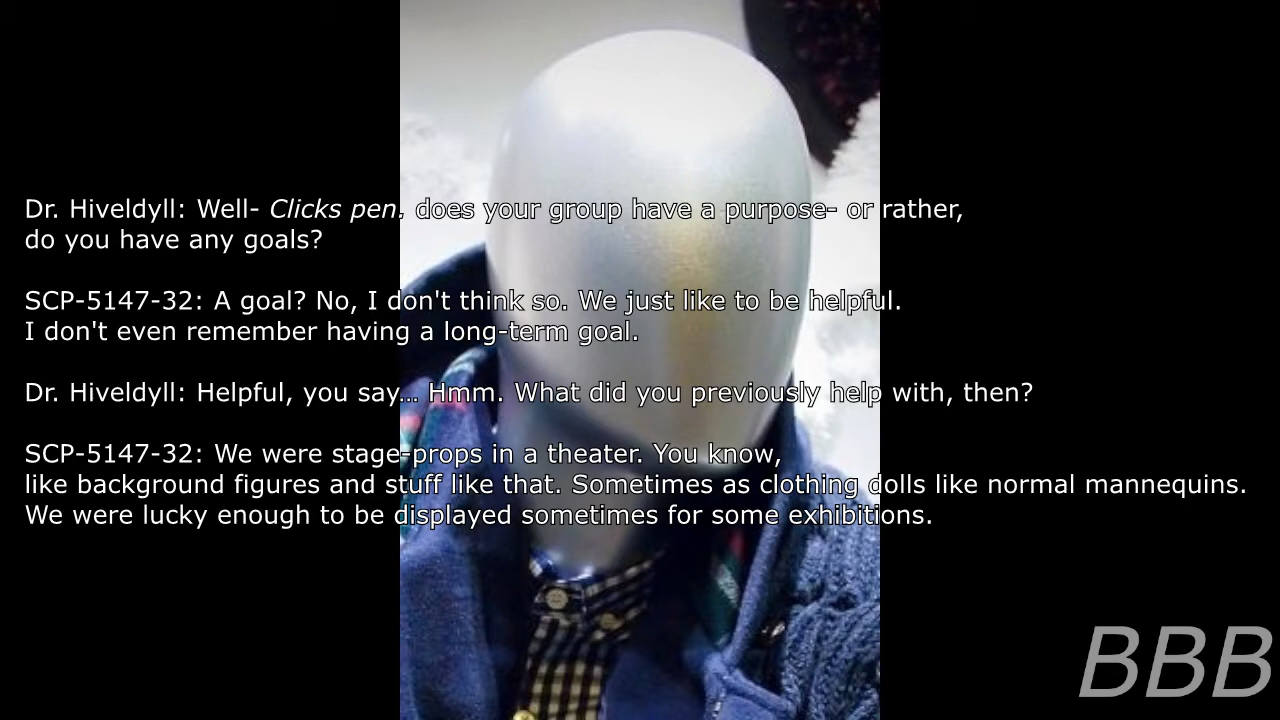 Dr. Hiveldyll: Well- Clicks pen. does your group have a purpose- or rather,
do you have any goals?
SCP-5147-32: A goal? No, I don't think so. We just like to be helpful.
I don't even remember having a long-term goal.
Dr. Hiveldyll: Helpful, you say... Hmm. What did you previously help with, then?
SCP-5147-32: We were stage-props in a theater. You know,
like background figures and stuff like that. Sometimes as clothing dolls like normal mannequins.
We were lucky enough to be displayed sometimes for some exhibitions.
BBB